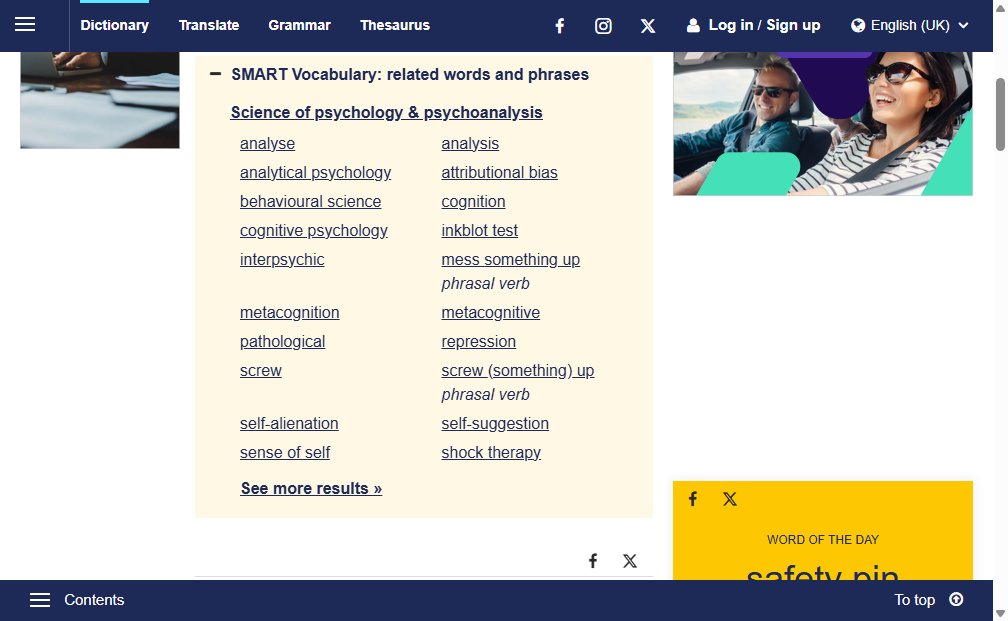 Dictionary Translate Grammar Thesaurus Log in / Sign up English (UK)
– SMART Vocabulary: related words and phrases
Science of psychology & psychoanalysis
analyse analysis
analytical psychology attributional bias
behavioural science cognition
cognitive psychology inkblot test
interpsychic mess something up
phrasal verb
metacognition metacognitive
pathological repression
screw screw (something) up
phrasal verb
self-alienation self-suggestion
sense of self shock therapy
See more results »
WORD OF THE DAY
safety pin
Contents To top